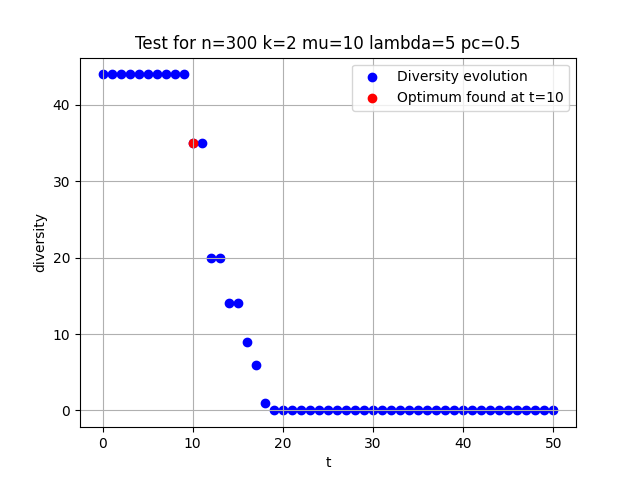 Test for n=300 k=2 mu=10 lambda=5 pc=0.5
Diversity evolution
Optimum found at t=10
diversity
40
30
20
10
0
0 10 20 30 40 50
t